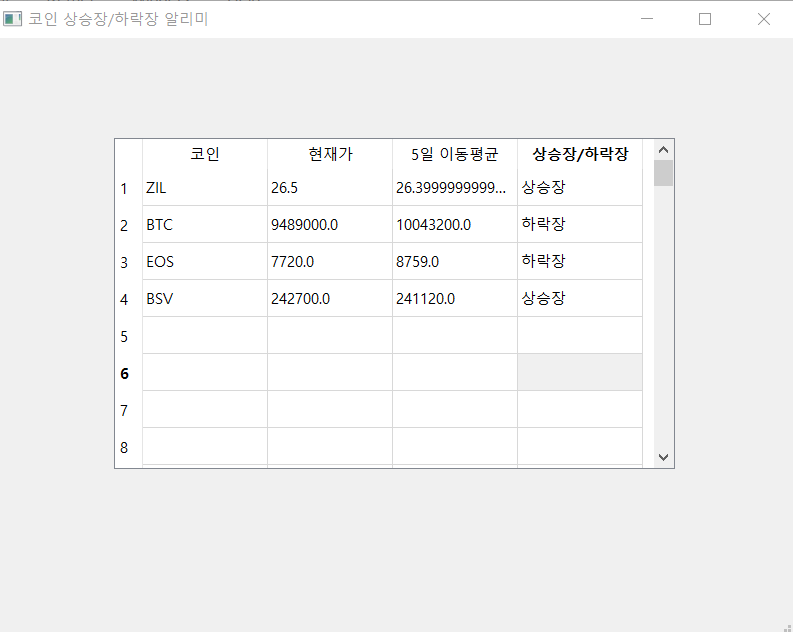 코인 상승장/하락장 알리미
코인 현재가 5일 이동평균 상승장/하락장
1 ZIL 26.5 26.3999999999... 상승장
2 BTC 9489000.0 10043200.0 하락장
3 EOS 7720.0 8759.0 하락장
4 BSV 242700.0 241120.0 상승장
5
6
7
8